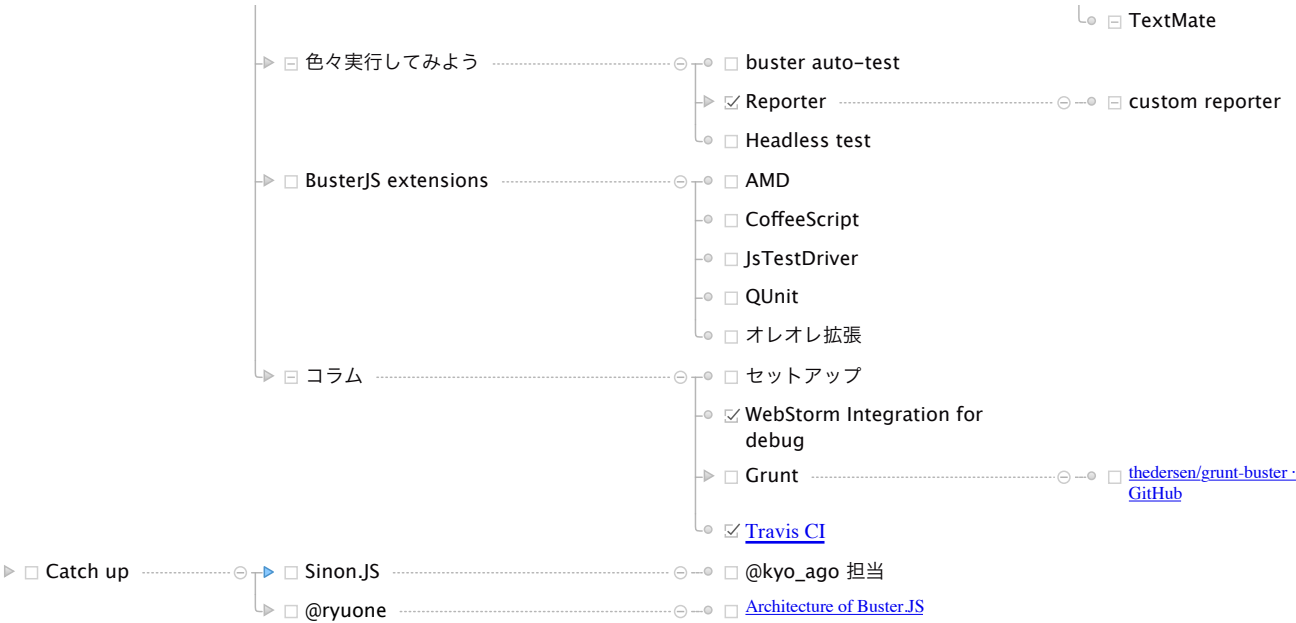 TextMate
色々実行してみよう
buster auto-test
Reporter
custom reporter
Headless test
BusterJS extensions
AMD
CoffeeScript
JsTestDriver
QUnit
オレオレ拡張
コラム
セットアップ
WebStorm Integration for
debug
Grunt
thedersen/grunt-buster ·
GitHub
Travis CI
Catch up
Sinon.JS
@kyo_ago 担当
@ryuone
Architecture of Buster.JS